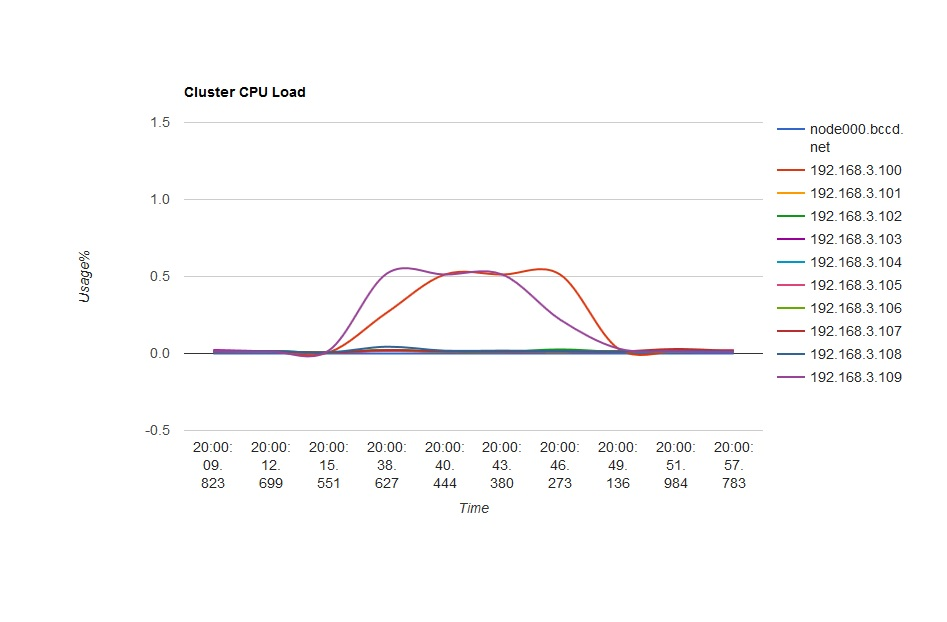 Cluster CPU Load
1.5
1.0
0.5
0.0
-0.5
Usage%
20:00: 20:00: 20:00: 20:00: 20:00: 20:00: 20:00: 20:00: 20:00: 20:00:
09. 12. 15. 38. 40. 43. 46. 49. 51. 57.
823 699 551 627 444 380 273 136 984 783
Time
node000.bccd.
net
192.168.3.100
192.168.3.101
192.168.3.102
192.168.3.103
192.168.3.104
192.168.3.105
192.168.3.106
192.168.3.107
192.168.3.108
192.168.3.109